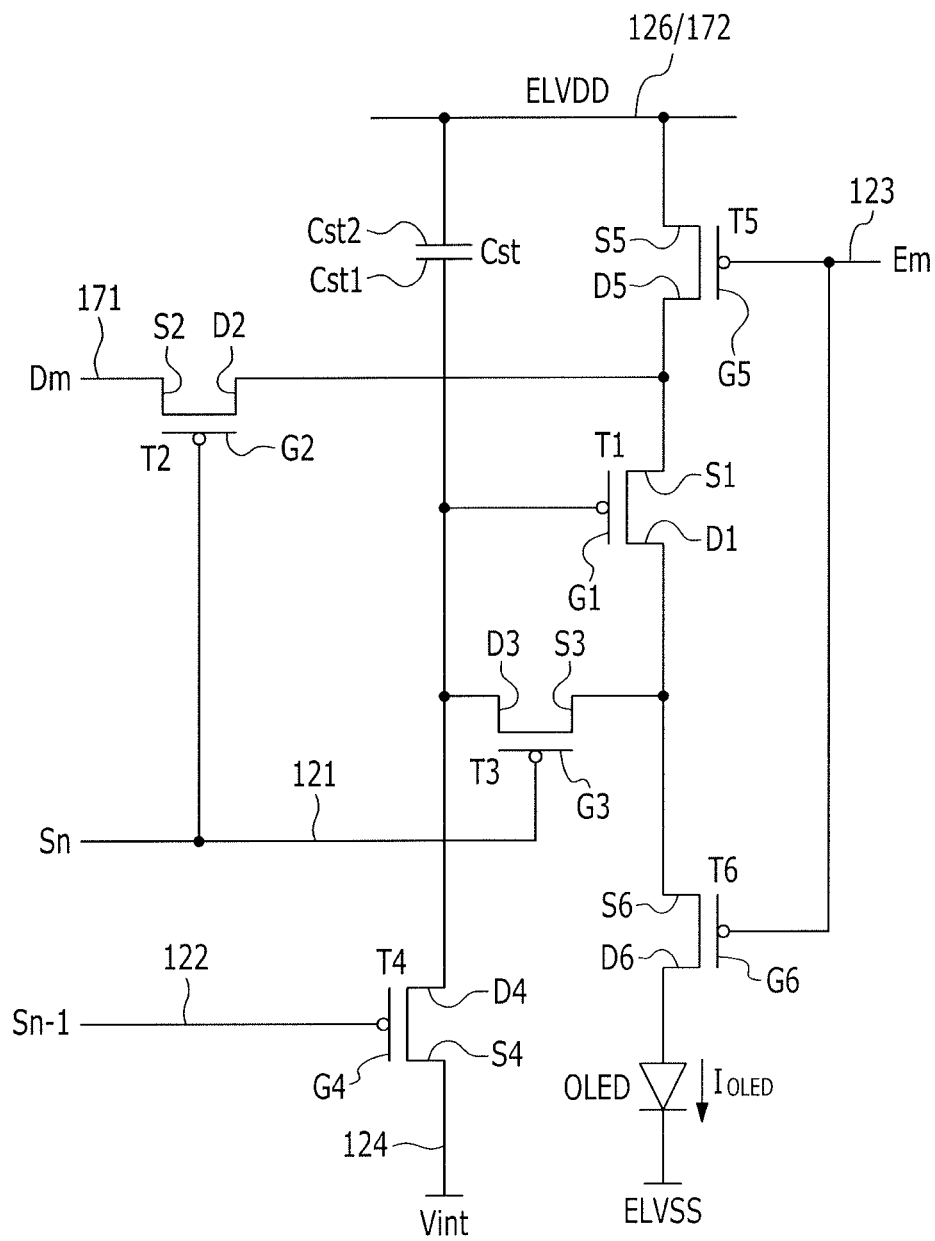 126/172
ELVDD
123
Cst2
Cst
Cst1
S5
T5
Em
D5
171
S2
D2
G5
Dm
T2
G2
T1
S1
D1
G1
D3
S3
T3
G3
121
Sn
T6
S6
D6
G6
122
T4
D4
Sn-1
S4
G4
OLED
IOLED
124
Vint
ELVSS